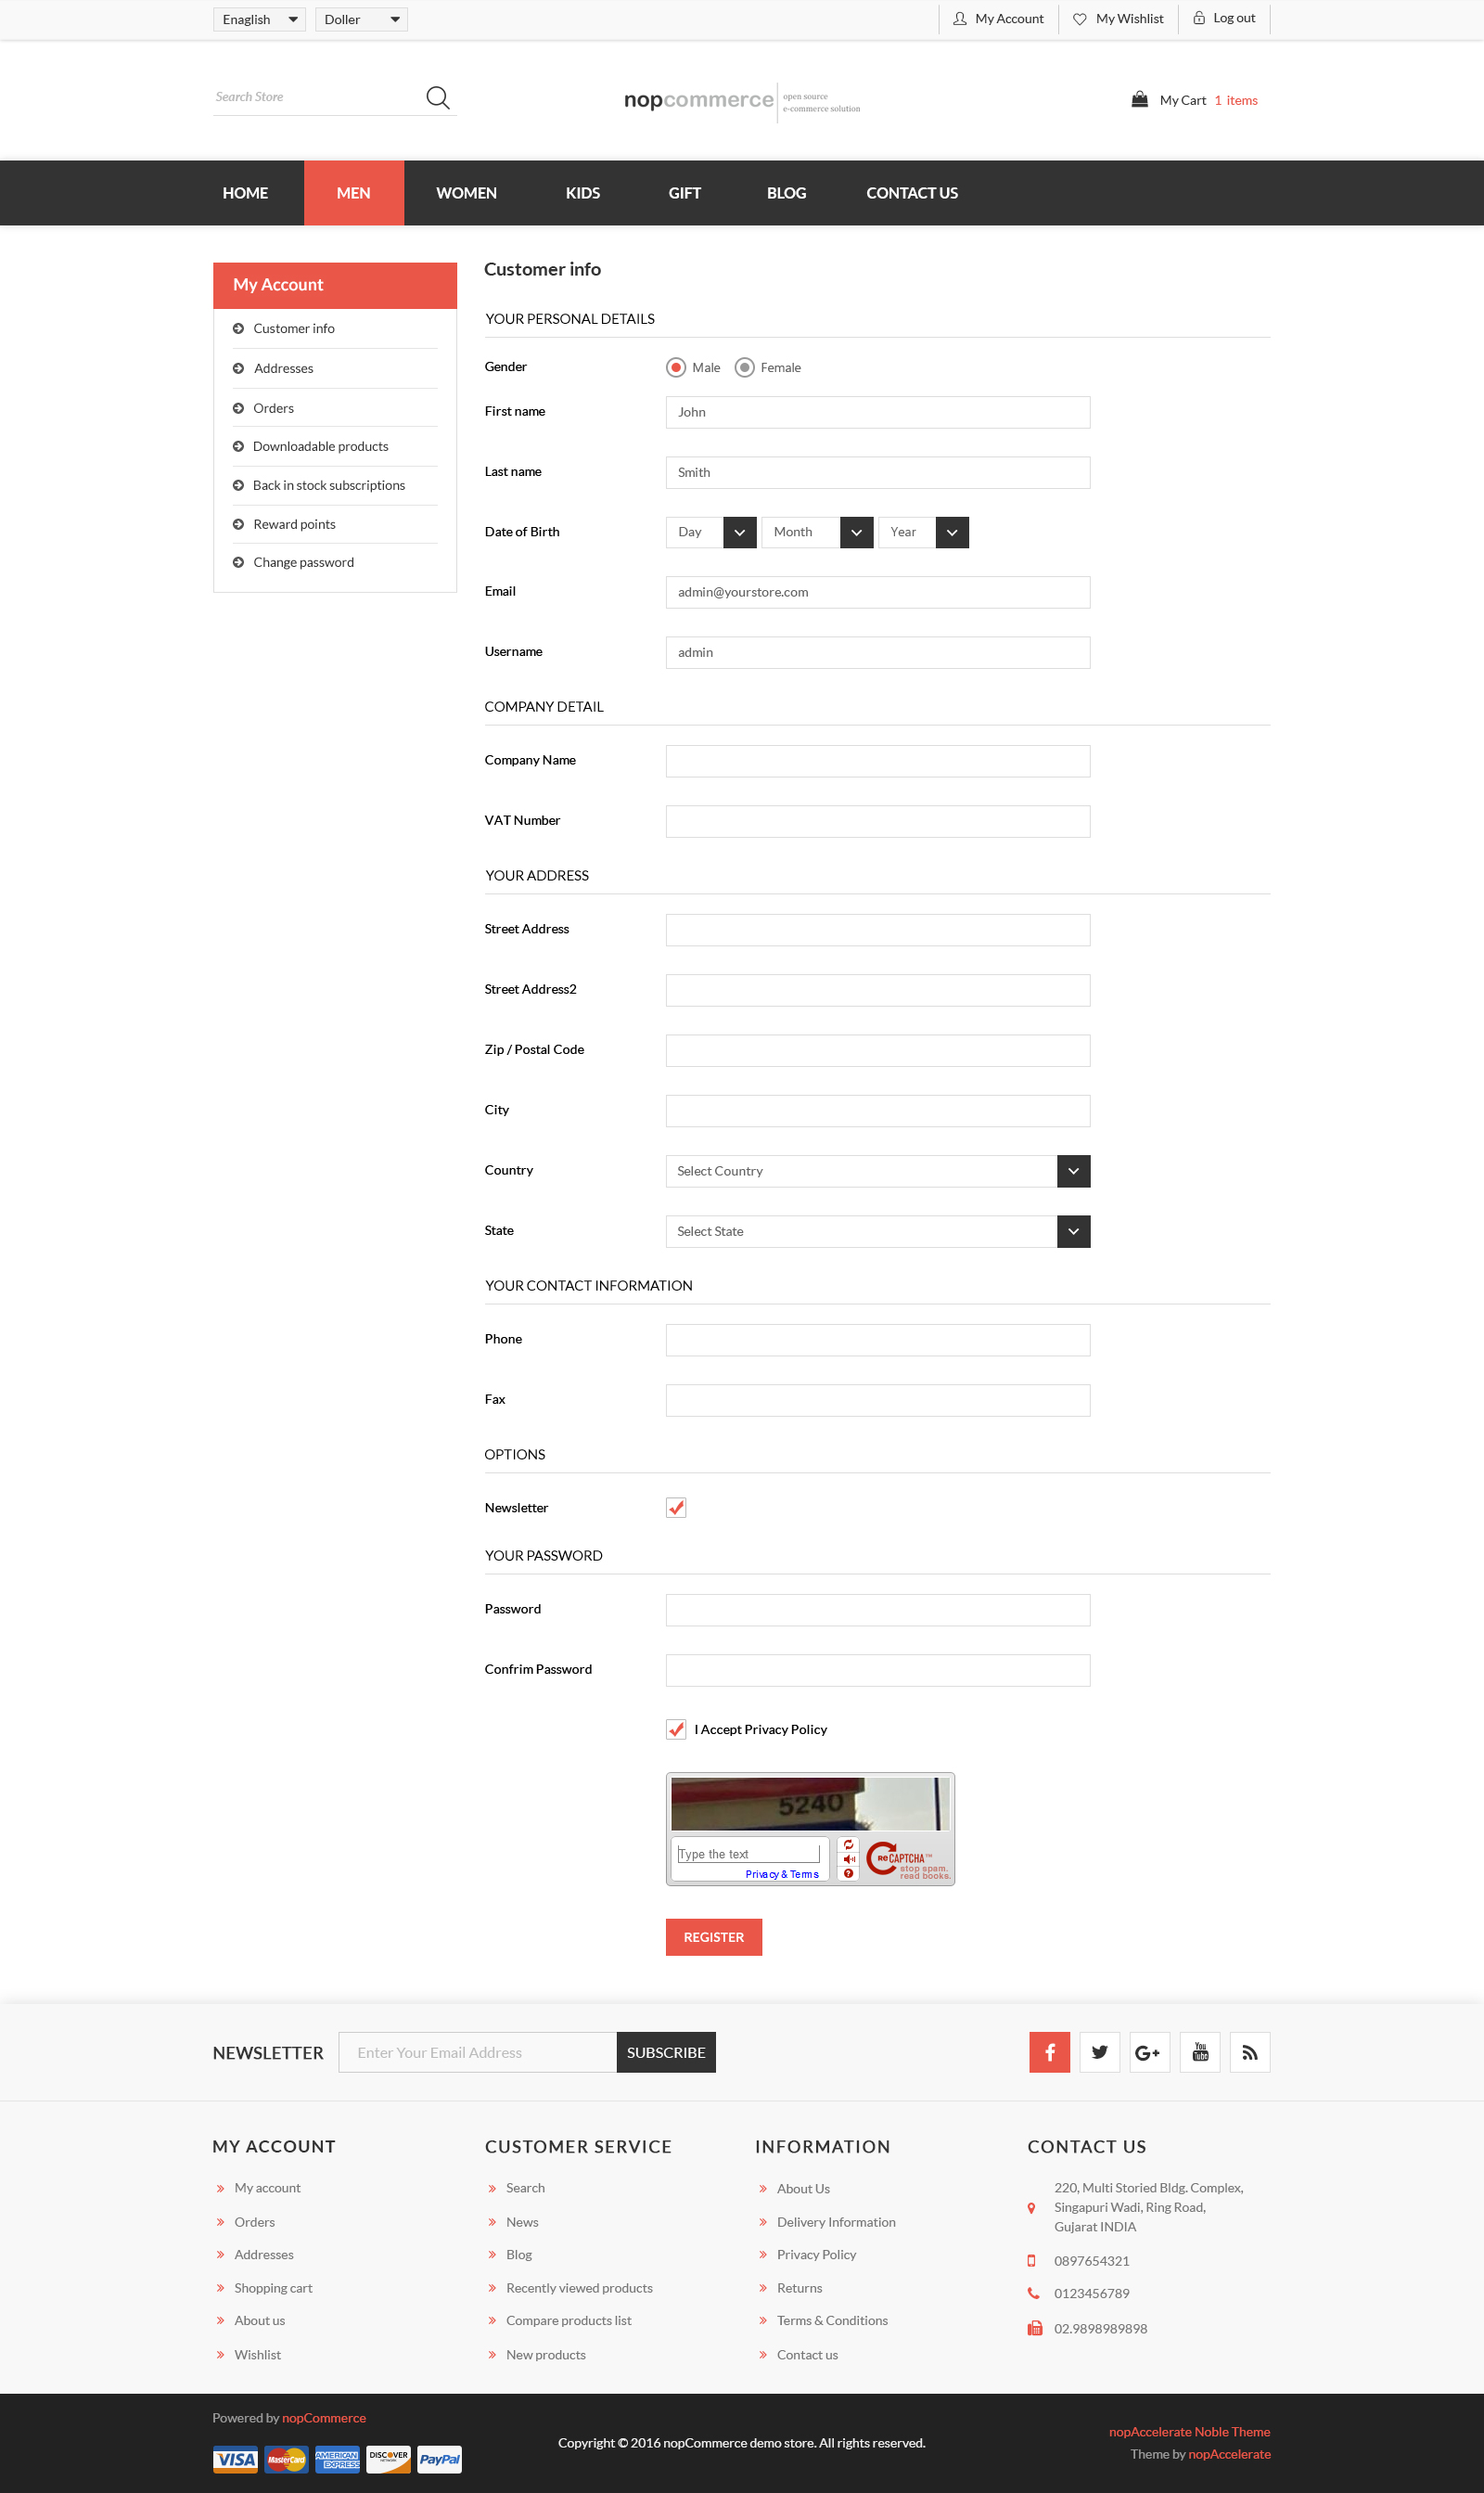 Enaglish Doller My Account My Wishlist Log out
Search Store nopcommerce open source e-commerce solution My Cart 1 items
HOME MEN WOMEN KIDS GIFT BLOG CONTACT US
My Account
Customer info
Addresses
Orders
Downloadable products
Back in stock subscriptions
Reward points
Change password
Customer info
YOUR PERSONAL DETAILS
Gender Male Female
First name John
Last name Smith
Date of Birth Day Month Year
Email admin@yourstore.com
Username admin
COMPANY DETAIL
Company Name
VAT Number
YOUR ADDRESS
Street Address
Street Address2
Zip / Postal Code
City
Country Select Country
State Select State
YOUR CONTACT INFORMATION
Phone
Fax
OPTIONS
Newsletter
YOUR PASSWORD
Password
Confrim Password
I Accept Privacy Policy
5240
Type the text
Privacy & Terms
reCAPTCHA™
stop spam.
read books.
REGISTER
NEWSLETTER Enter Your Email Address SUBSCRIBE f G+ You Tube
MY ACCOUNT
My account
Orders
Addresses
Shopping cart
About us
Wishlist
CUSTOMER SERVICE
Search
News
Blog
Recently viewed products
Compare products list
New products
INFORMATION
About Us
Delivery Information
Privacy Policy
Returns
Terms & Conditions
Contact us
CONTACT US
220, Multi Storied Bldg. Complex,
Singapuri Wadi, Ring Road,
Gujarat INDIA
0897654321
0123456789
02.9898989898
Powered by nopCommerce
VISA MasterCard AMERICAN EXPRESS DISCOVER NETWORK PayPal
Copyright © 2016 nopCommerce demo store. All rights reserved.
nopAccelerate Noble Theme
Theme by nopAccelerate